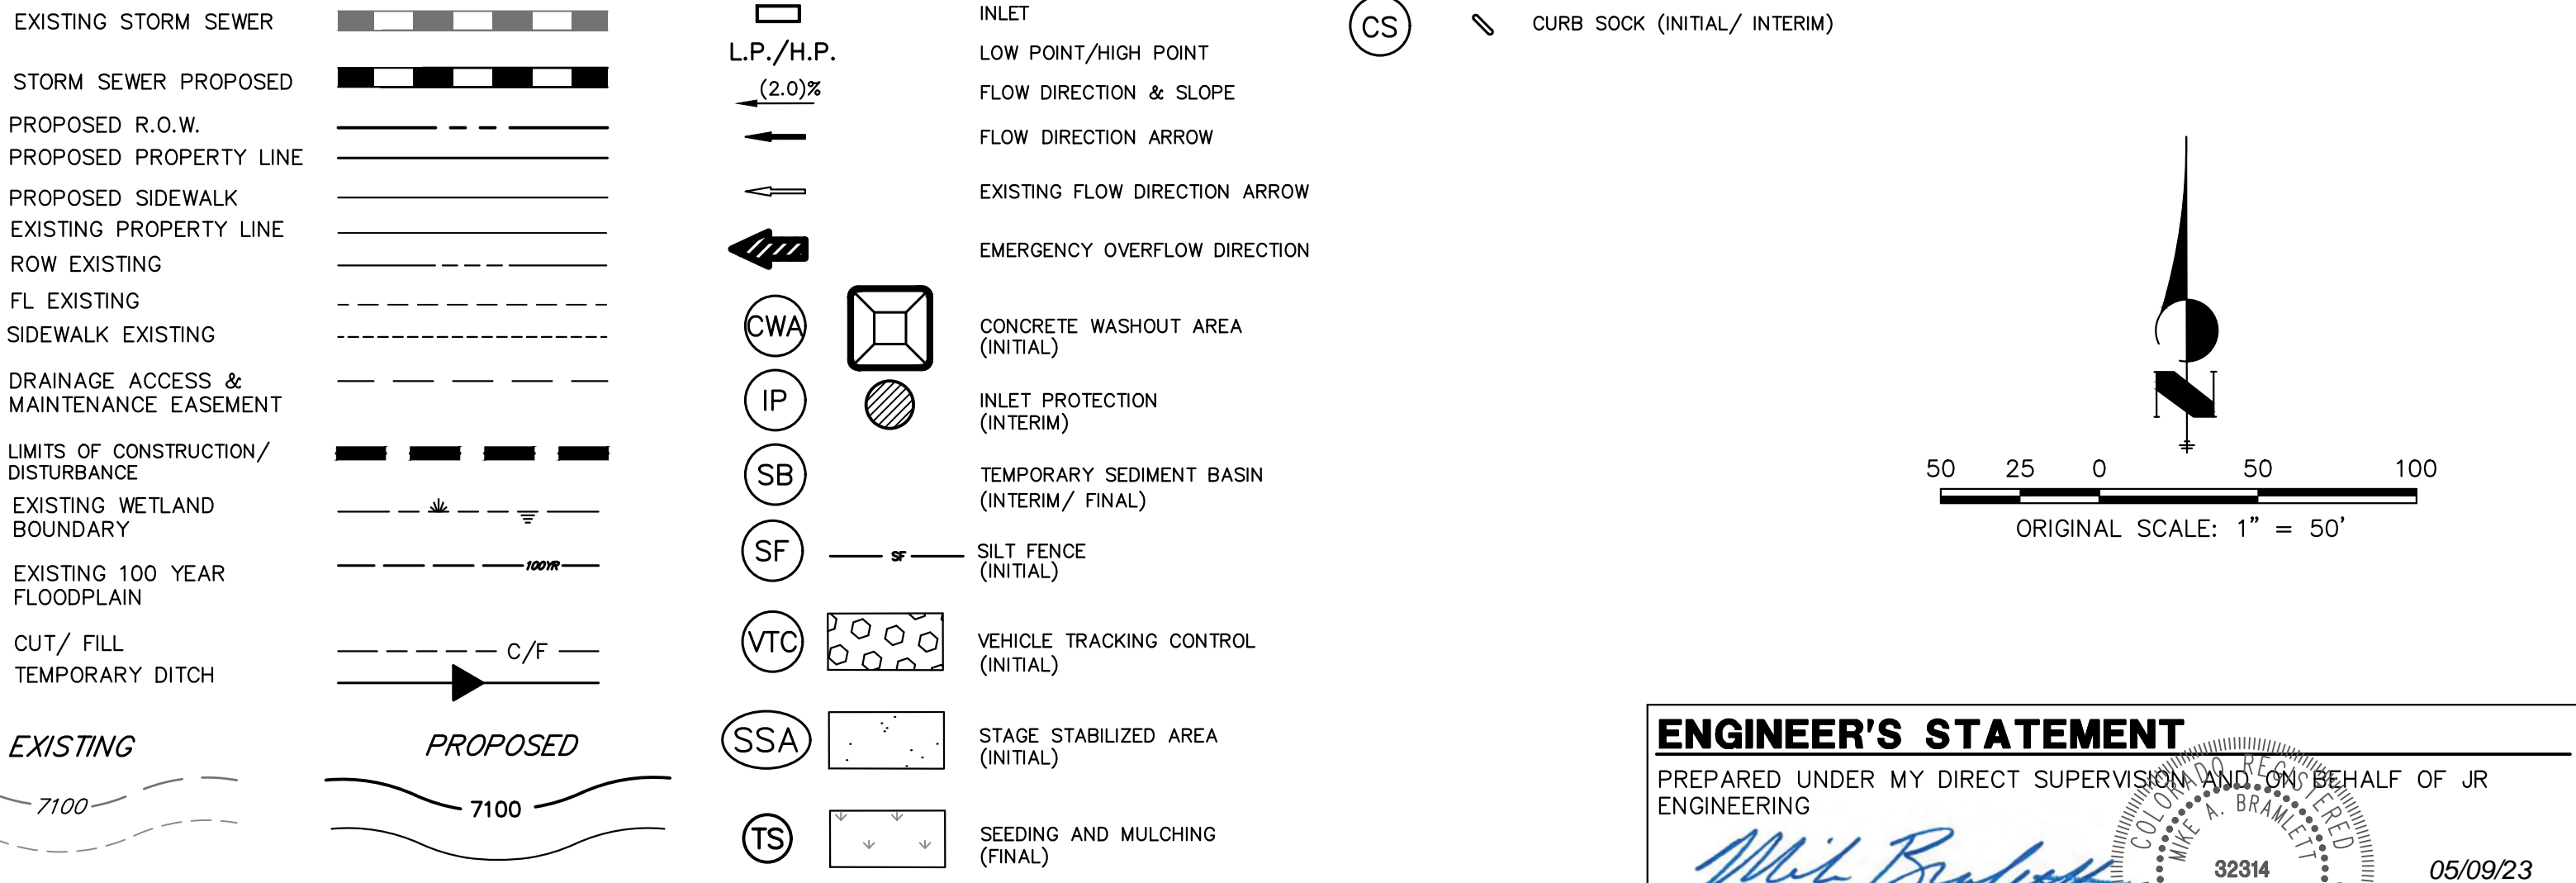 EXISTING STORM SEWER
STORM SEWER PROPOSED
PROPOSED R.O.W.
PROPOSED PROPERTY LINE
PROPOSED SIDEWALK
EXISTING PROPERTY LINE
ROW EXISTING
FL EXISTING
SIDEWALK EXISTING
DRAINAGE ACCESS &
MAINTENANCE EASEMENT
LIMITS OF CONSTRUCTION/
DISTURBANCE
EXISTING WETLAND
BOUNDARY
EXISTING 100 YEAR
FLOODPLAIN
100YR
CUT/ FILL
C/F
TEMPORARY DITCH
EXISTING
PROPOSED
7100
7100
INLET
L.P./H.P.
LOW POINT/HIGH POINT
(2.0)%
FLOW DIRECTION & SLOPE
FLOW DIRECTION ARROW
EXISTING FLOW DIRECTION ARROW
EMERGENCY OVERFLOW DIRECTION
CWA
CONCRETE WASHOUT AREA
(INITIAL)
IP
INLET PROTECTION
(INTERIM)
SB
TEMPORARY SEDIMENT BASIN
(INTERIM/ FINAL)
SF
SF
SILT FENCE
(INITIAL)
VTC
VEHICLE TRACKING CONTROL
(INITIAL)
SSA
STAGE STABILIZED AREA
(INITIAL)
TS
SEEDING AND MULCHING
(FINAL)
CS
CURB SOCK (INITIAL/ INTERIM)
N
50 25 0 50 100
ORIGINAL SCALE: 1" = 50'
ENGINEER'S STATEMENT
PREPARED UNDER MY DIRECT SUPERVISION AND ON BEHALF OF JR
ENGINEERING
COLORADO REGISTERED
MIKE A. BRAMLETT
32314
Mike Bramlett
05/09/23